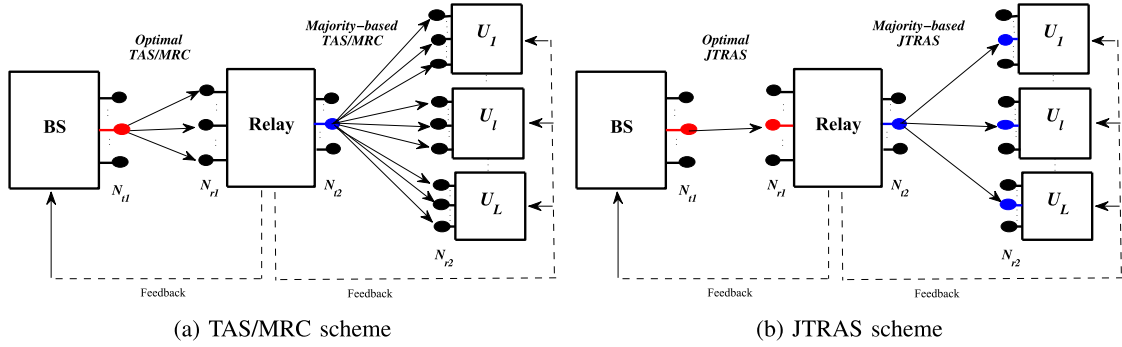 Optimal
TAS/MRC
Majority−based
TAS/MRC
BS
Relay
U1
Ul
UL
Nt1
Nr1
Nt2
Nr2
Feedback
Feedback
(a) TAS/MRC scheme
Optimal
JTRAS
Majority−based
JTRAS
BS
Relay
U1
Ul
UL
Nt1
Nr1
Nt2
Nr2
Feedback
Feedback
(b) JTRAS scheme